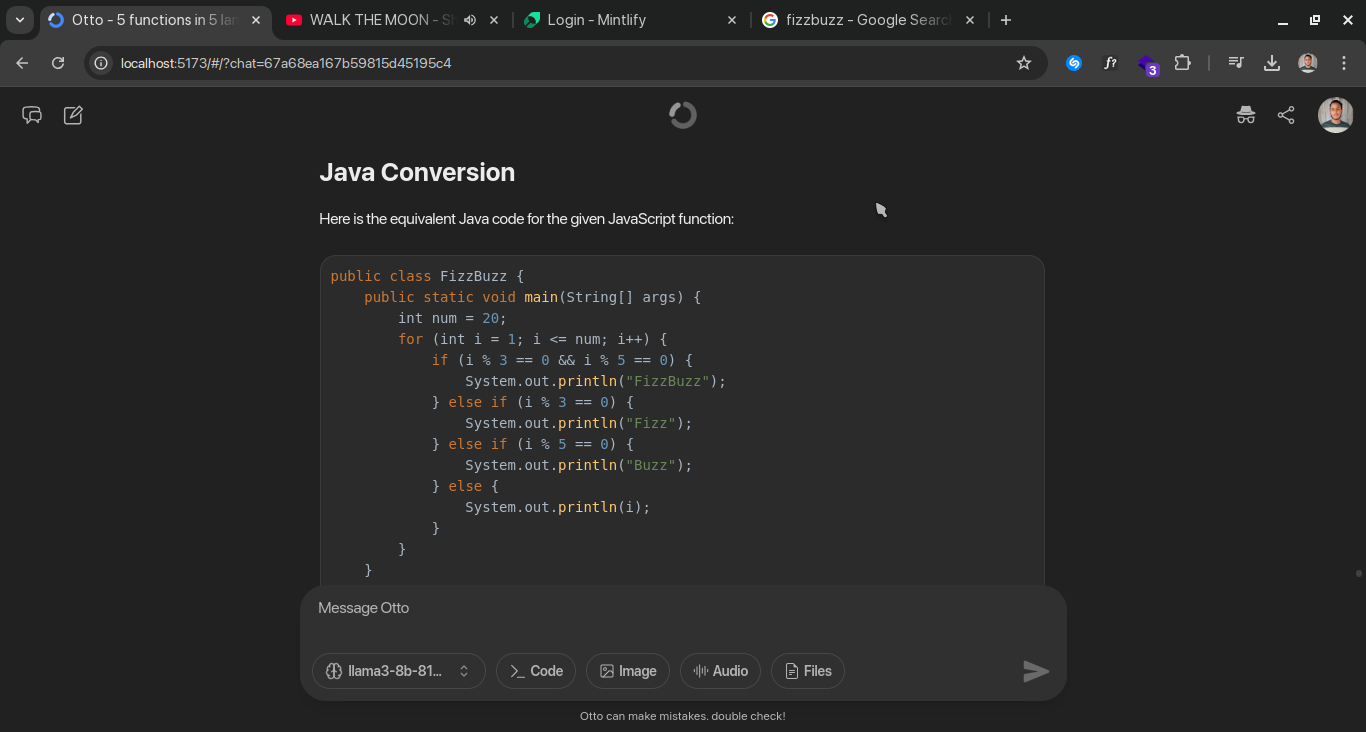 Otto - 5 functions in 5 lan
WALK THE MOON - S
Login - Mintlify
fizzbuzz - Google Search
localhost:5173/#/?chat=67a68ea167b59815d45195c4
f?
3
Java Conversion
Here is the equivalent Java code for the given JavaScript function:
public class FizzBuzz {
    public static void main(String[] args) {
        int num = 20;
        for (int i = 1; i <= num; i++) {
            if (i % 3 == 0 && i % 5 == 0) {
                System.out.println("FizzBuzz");
            } else if (i % 3 == 0) {
                System.out.println("Fizz");
            } else if (i % 5 == 0) {
                System.out.println("Buzz");
            } else {
                System.out.println(i);
            }
        }
    }
Message Otto
llama3-8b-81...
Code
Image
Audio
Files
Otto can make mistakes. double check!